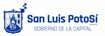 San Luis Potosí
GOBIERNO DE LA CAPITAL